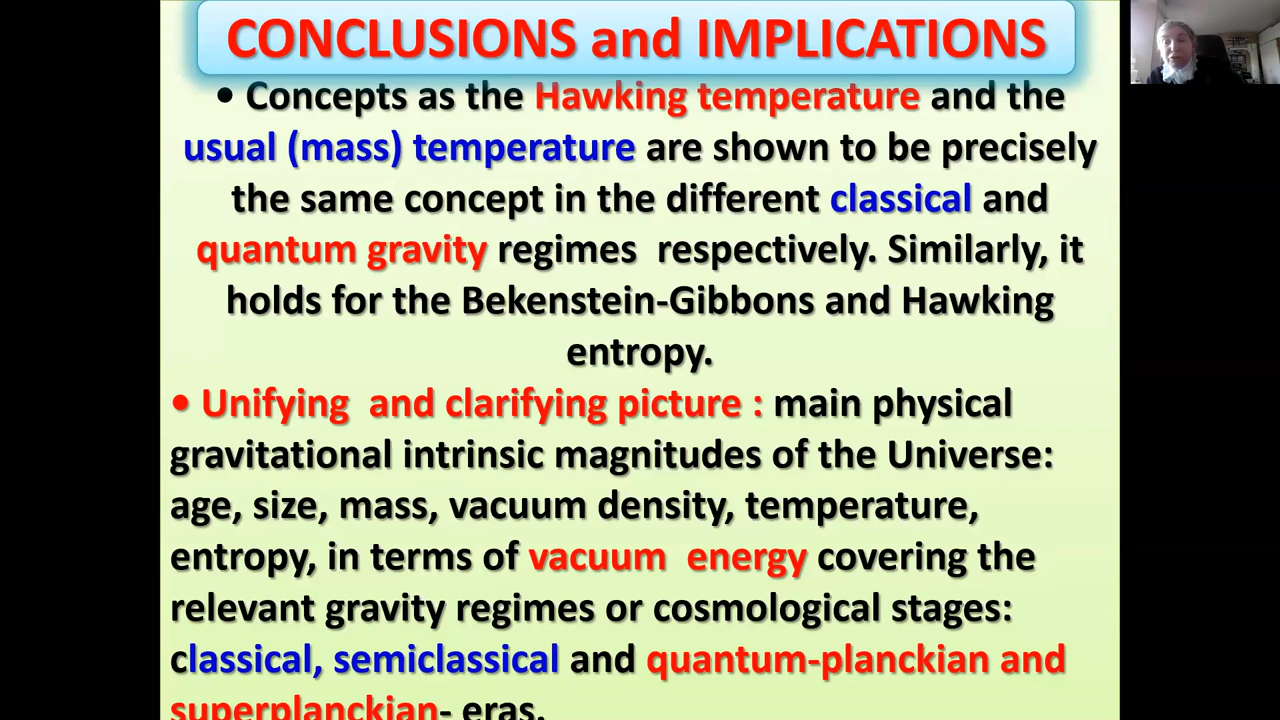 CONCLUSIONS and IMPLICATIONS
• Concepts as the Hawking temperature and the
usual (mass) temperature are shown to be precisely
the same concept in the different classical and
quantum gravity regimes respectively. Similarly, it
holds for the Bekenstein-Gibbons and Hawking
entropy.
• Unifying and clarifying picture : main physical
gravitational intrinsic magnitudes of the Universe:
age, size, mass, vacuum density, temperature,
entropy, in terms of vacuum energy covering the
relevant gravity regimes or cosmological stages:
classical, semiclassical and quantum-planckian and
superplanckian- eras.